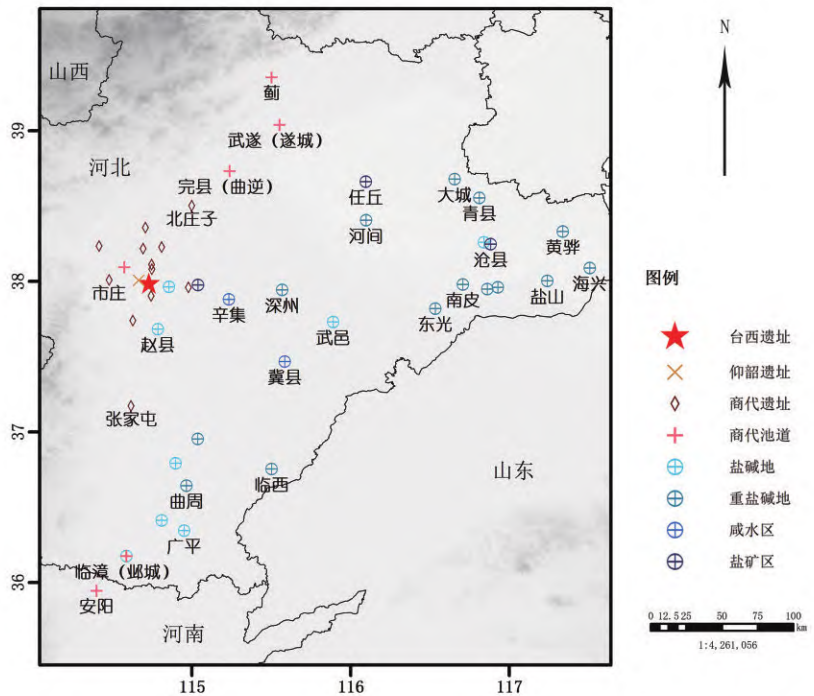 山西
蓟
39
武遂（遂城）
河北
完县（曲逆）
任丘
大城
北庄子
青县
河间
黄骅
沧县
38
海兴
市庄
深州
南皮
盐山
辛集
东光
武邑
赵县
冀县
张家屯
37
山东
临西
曲周
广平
临漳（邺城）
36
安阳
河南
115
116
117
N
图例
台西遗址
仰韶遗址
商代遗址
商代池道
盐碱地
重盐碱地
咸水区
盐矿区
0 12.5 25 50 75 100
km
1:4,261,056